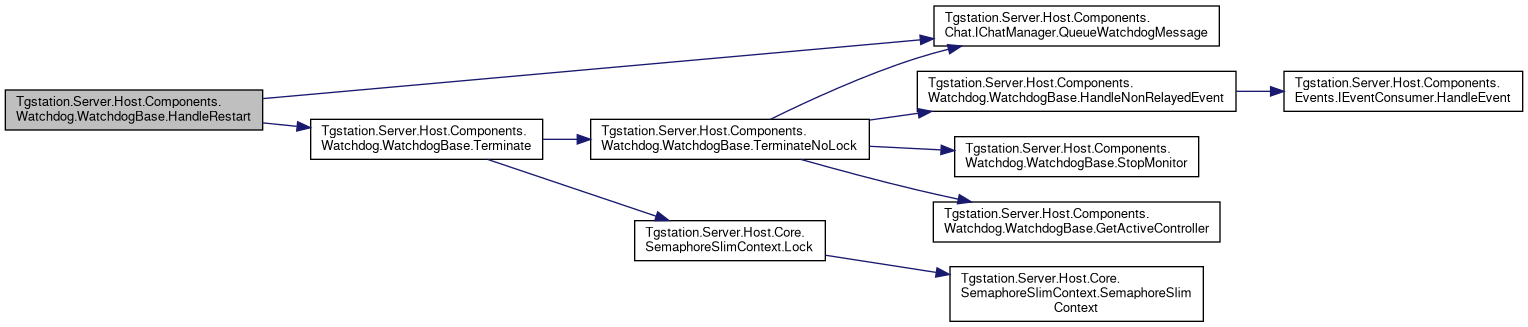 Tgstation.Server.Host.Components.
Watchdog.WatchdogBase.HandleRestart
Tgstation.Server.Host.Components.
Chat.IChatManager.QueueWatchdogMessage
Tgstation.Server.Host.Components.
Watchdog.WatchdogBase.Terminate
Tgstation.Server.Host.Components.
Watchdog.WatchdogBase.TerminateNoLock
Tgstation.Server.Host.Components.
Watchdog.WatchdogBase.HandleNonRelayedEvent
Tgstation.Server.Host.Components.
Events.IEventConsumer.HandleEvent
Tgstation.Server.Host.Components.
Watchdog.WatchdogBase.StopMonitor
Tgstation.Server.Host.Components.
Watchdog.WatchdogBase.GetActiveController
Tgstation.Server.Host.Core.
SemaphoreSlimContext.Lock
Tgstation.Server.Host.Core.
SemaphoreSlimContext.SemaphoreSlim
Context